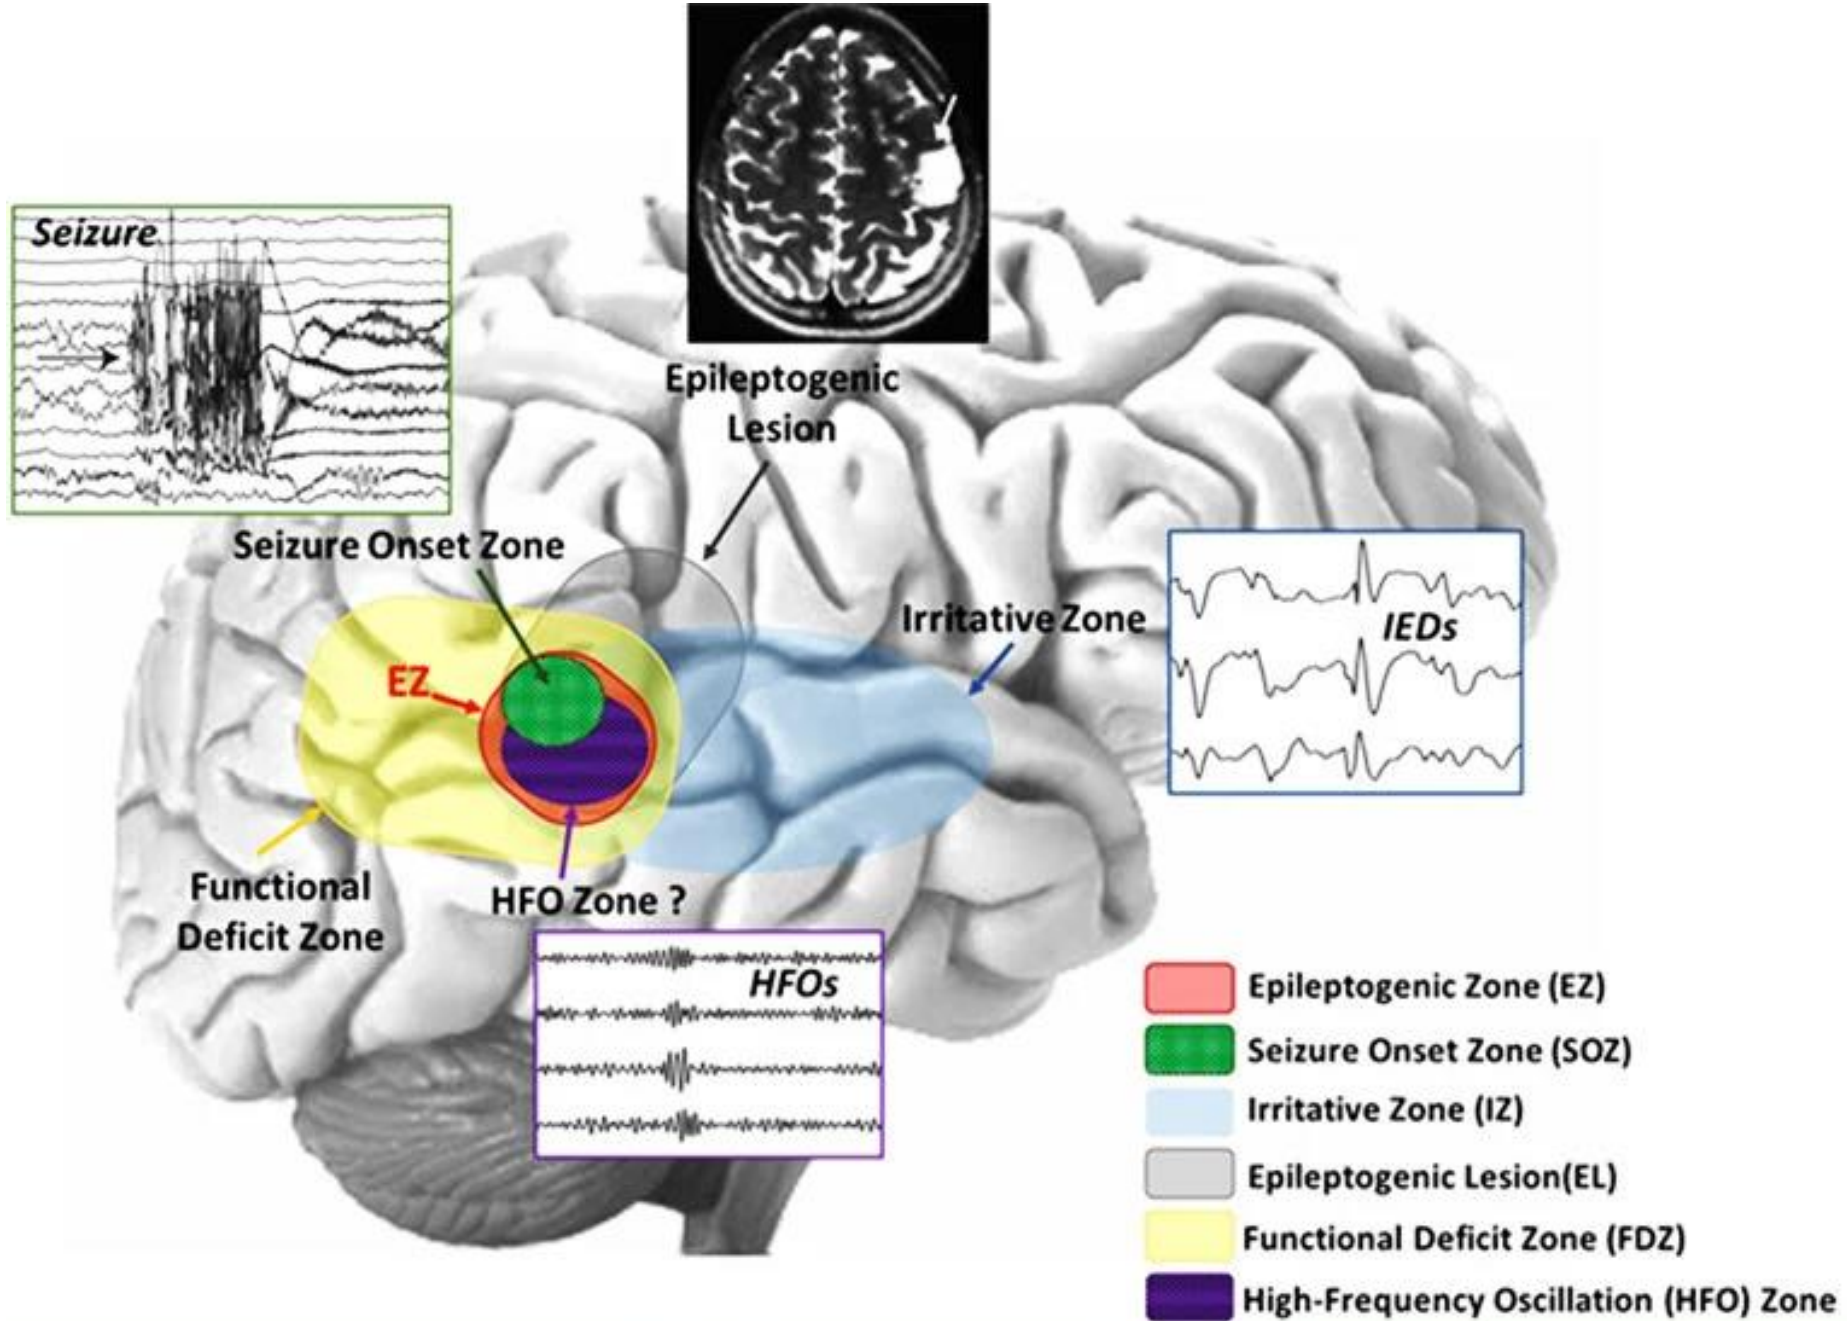 Seizure
Epileptogenic
Lesion
Seizure Onset Zone
Irritative Zone
IEDs
EZ
Functional
Deficit Zone
HFO Zone ?
HFOs
Epileptogenic Zone (EZ)
Seizure Onset Zone (SOZ)
Irritative Zone (IZ)
Epileptogenic Lesion(EL)
Functional Deficit Zone (FDZ)
High-Frequency Oscillation (HFO) Zone